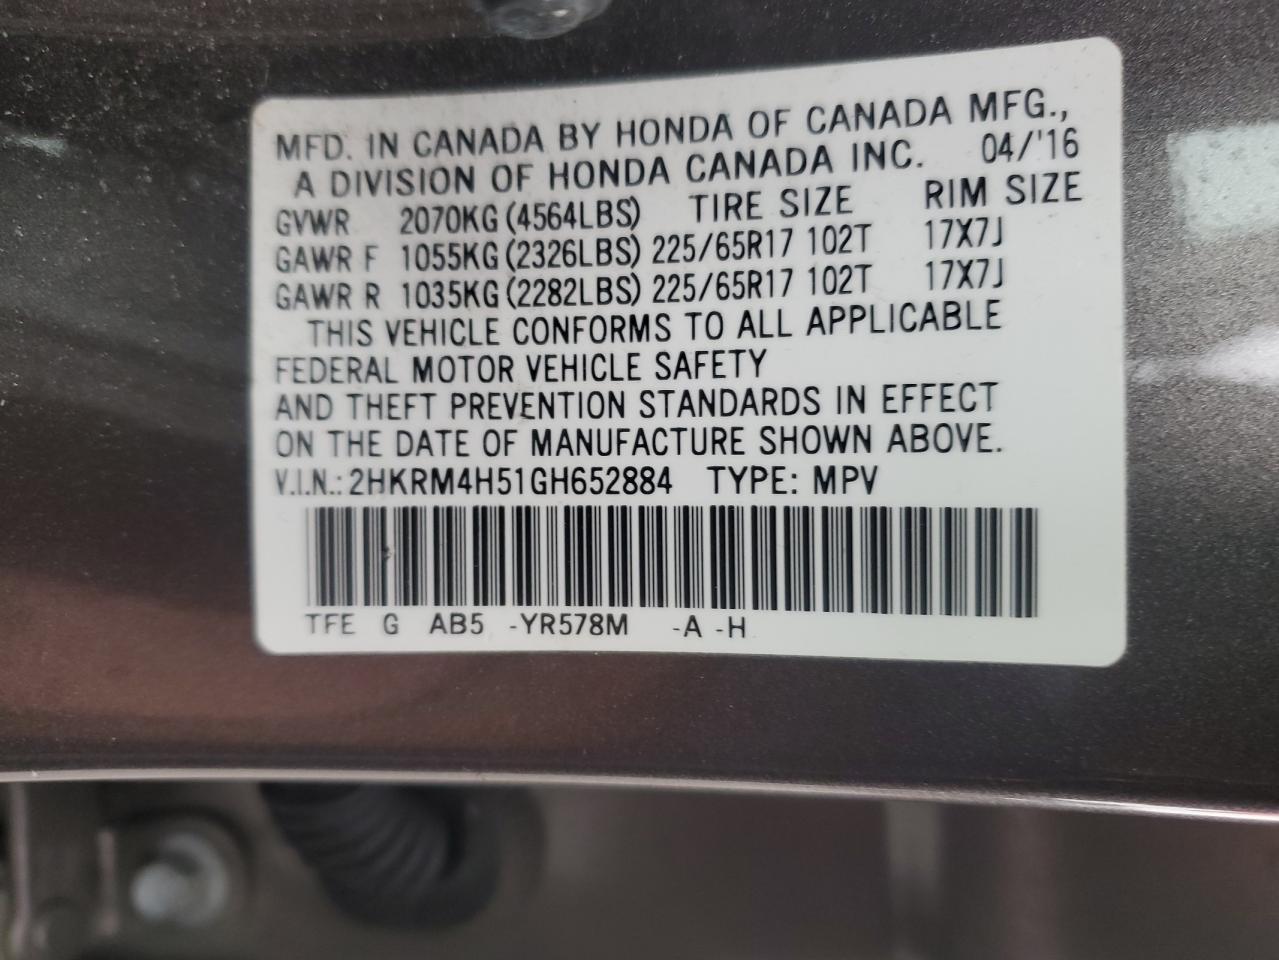 MFD. IN CANADA BY HONDA OF CANADA MFG.,
A DIVISION OF HONDA CANADA INC. 04/'16
GVWR 2070KG (4564LBS) TIRE SIZE RIM SIZE
GAWR F 1055KG (2326LBS) 225/65R17 102T 17X7J
GAWR R 1035KG (2282LBS) 225/65R17 102T 17X7J
THIS VEHICLE CONFORMS TO ALL APPLICABLE
FEDERAL MOTOR VEHICLE SAFETY
AND THEFT PREVENTION STANDARDS IN EFFECT
ON THE DATE OF MANUFACTURE SHOWN ABOVE.
V.I.N.: 2HKRM4H51GH652884 TYPE: MPV
TFE G AB5 -YR578M -A -H